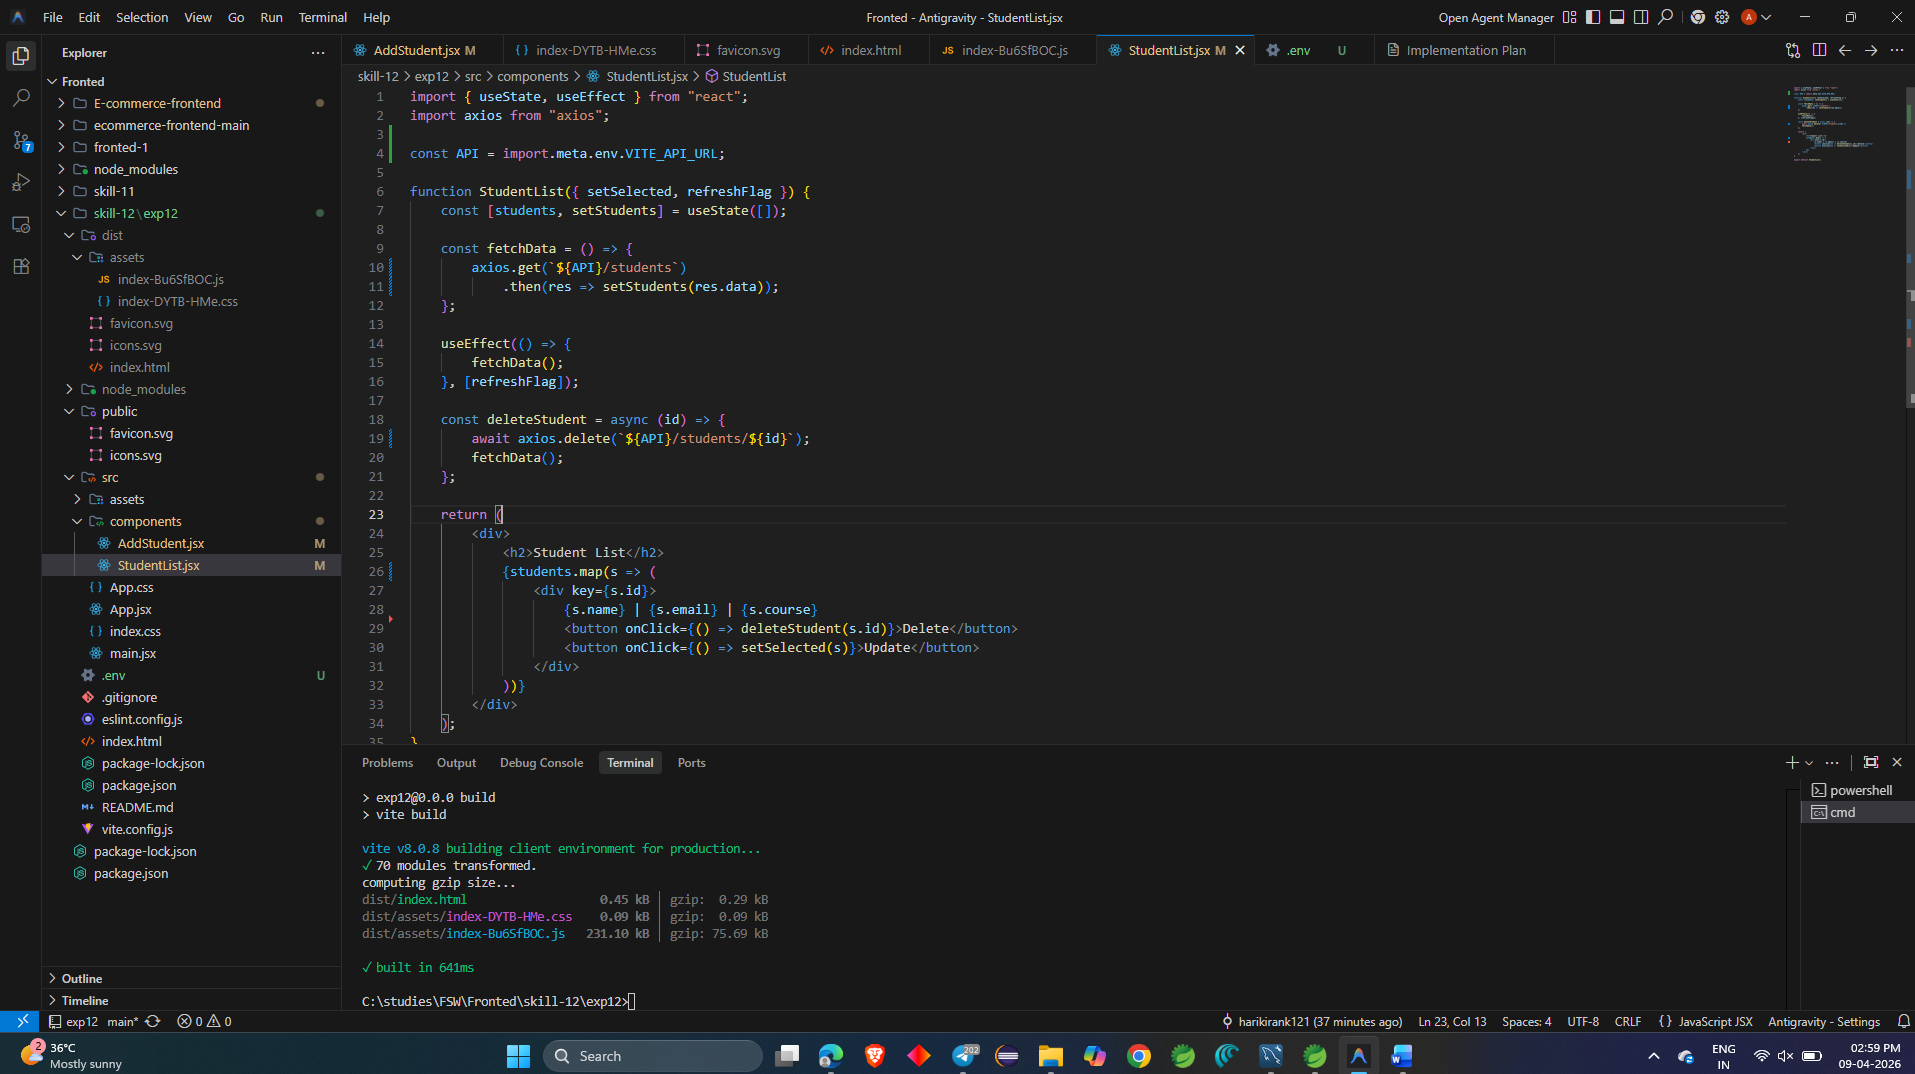 File Edit Selection View Go Run Terminal Help
Fronted - Antigravity - StudentList.jsx
Open Agent Manager
A
Explorer
AddStudent.jsx M
index-DYTB-HMe.css
favicon.svg
index.html
index-Bu6SfBOC.js
StudentList.jsx M
.env U
Implementation Plan
skill-12 > exp12 > src > components > StudentList.jsx > StudentList
Fronted
E-commerce-frontend
ecommerce-frontend-main
fronted-1
node_modules
skill-11
skill-12\exp12
dist
assets
index-Bu6SfBOC.js
index-DYTB-HMe.css
favicon.svg
icons.svg
index.html
node_modules
public
favicon.svg
icons.svg
src
assets
components
AddStudent.jsx M
StudentList.jsx M
App.css
App.jsx
index.css
main.jsx
.env U
.gitignore
eslint.config.js
index.html
package-lock.json
package.json
README.md
vite.config.js
package-lock.json
package.json
Outline
Timeline
7
1 import { useState, useEffect } from "react";
2 import axios from "axios";
3
4 const API = import.meta.env.VITE_API_URL;
5
6 function StudentList({ setSelected, refreshFlag }) {
7 const [students, setStudents] = useState([]);
8
9 const fetchData = () => {
10 axios.get(`${API}/students`)
11 .then(res => setStudents(res.data));
12 };
13
14 useEffect(() => {
15 fetchData();
16 }, [refreshFlag]);
17
18 const deleteStudent = async (id) => {
19 await axios.delete(`${API}/students/${id}`);
20 fetchData();
21 };
22
23 return (
24 <div>
25 <h2>Student List</h2>
26 {students.map(s => (
27 <div key={s.id}>
28 {s.name} | {s.email} | {s.course}
29 <button onClick={() => deleteStudent(s.id)}>Delete</button>
30 <button onClick={() => setSelected(s)}>Update</button>
31 </div>
32 ))}
33 </div>
34 );
35 }
Problems Output Debug Console Terminal Ports
> exp12@0.0.0 build
> vite build
vite v8.0.8 building client environment for production...
✓ 70 modules transformed.
computing gzip size...
dist/index.html 0.45 kB │ gzip: 0.29 kB
dist/assets/index-DYTB-HMe.css 0.09 kB │ gzip: 0.09 kB
dist/assets/index-Bu6SfBOC.js 231.10 kB │ gzip: 75.69 kB
✓ built in 641ms
C:\studies\FSW\Fronted\skill-12\exp12>
powershell
cmd
exp12 main* 0 0
harikirank121 (37 minutes ago) Ln 23, Col 13 Spaces: 4 UTF-8 CRLF {} JavaScript JSX Antigravity - Settings
2
36°C
Mostly sunny
Search
202
ENG
IN
02:59 PM
09-04-2026